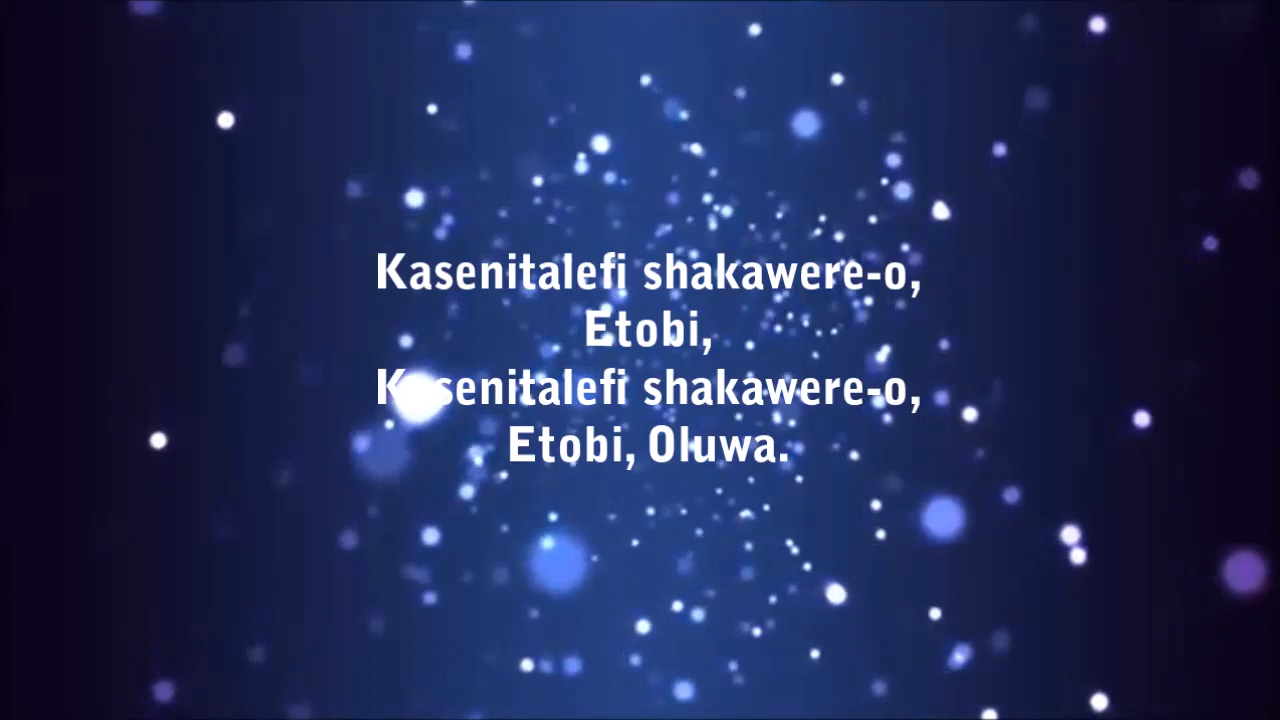 Kasenitalefi shakawere-o,
Etobi,
Kasenitalefi shakawere-o,
Etobi, Oluwa.